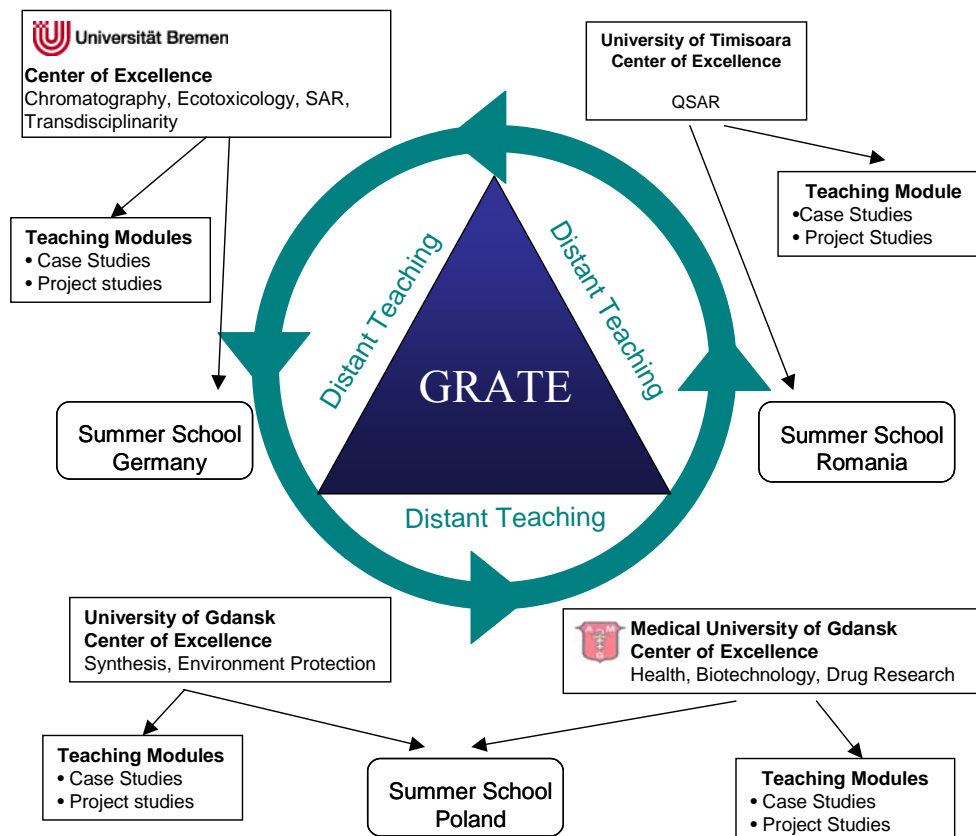 Universität Bremen
Center of Excellence
Chromatography, Ecotoxicology, SAR,
Transdisciplinarity
University of Timisoara
Center of Excellence
QSAR
Teaching Modules
• Case Studies
• Project studies
Teaching Module
•Case Studies
• Project Studies
Distant Teaching
Distant Teaching
GRATE
Summer School
Germany
Summer School
Romania
Distant Teaching
University of Gdansk
Center of Excellence
Synthesis, Environment Protection
A M
G
Medical University of Gdansk
Center of Excellence
Health, Biotechnology, Drug Research
Teaching Modules
• Case Studies
• Project studies
Summer School
Poland
Teaching Modules
• Case Studies
• Project Studies